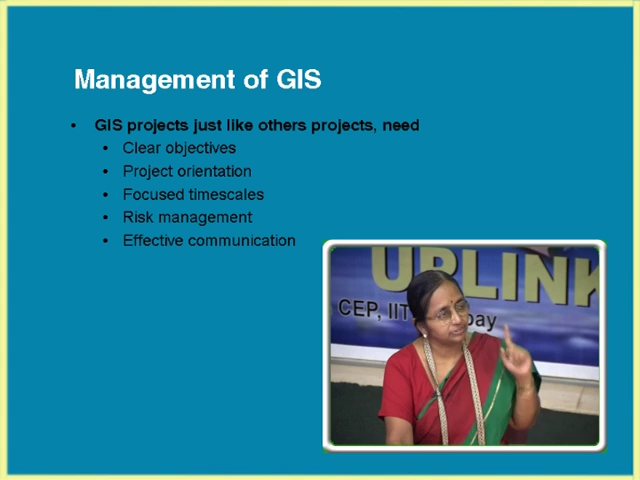 Management of GIS
• GIS projects just like others projects, need
• Clear objectives
• Project orientation
• Focused timescales
• Risk management
• Effective communication
UPLINK
CEP, IIT bay